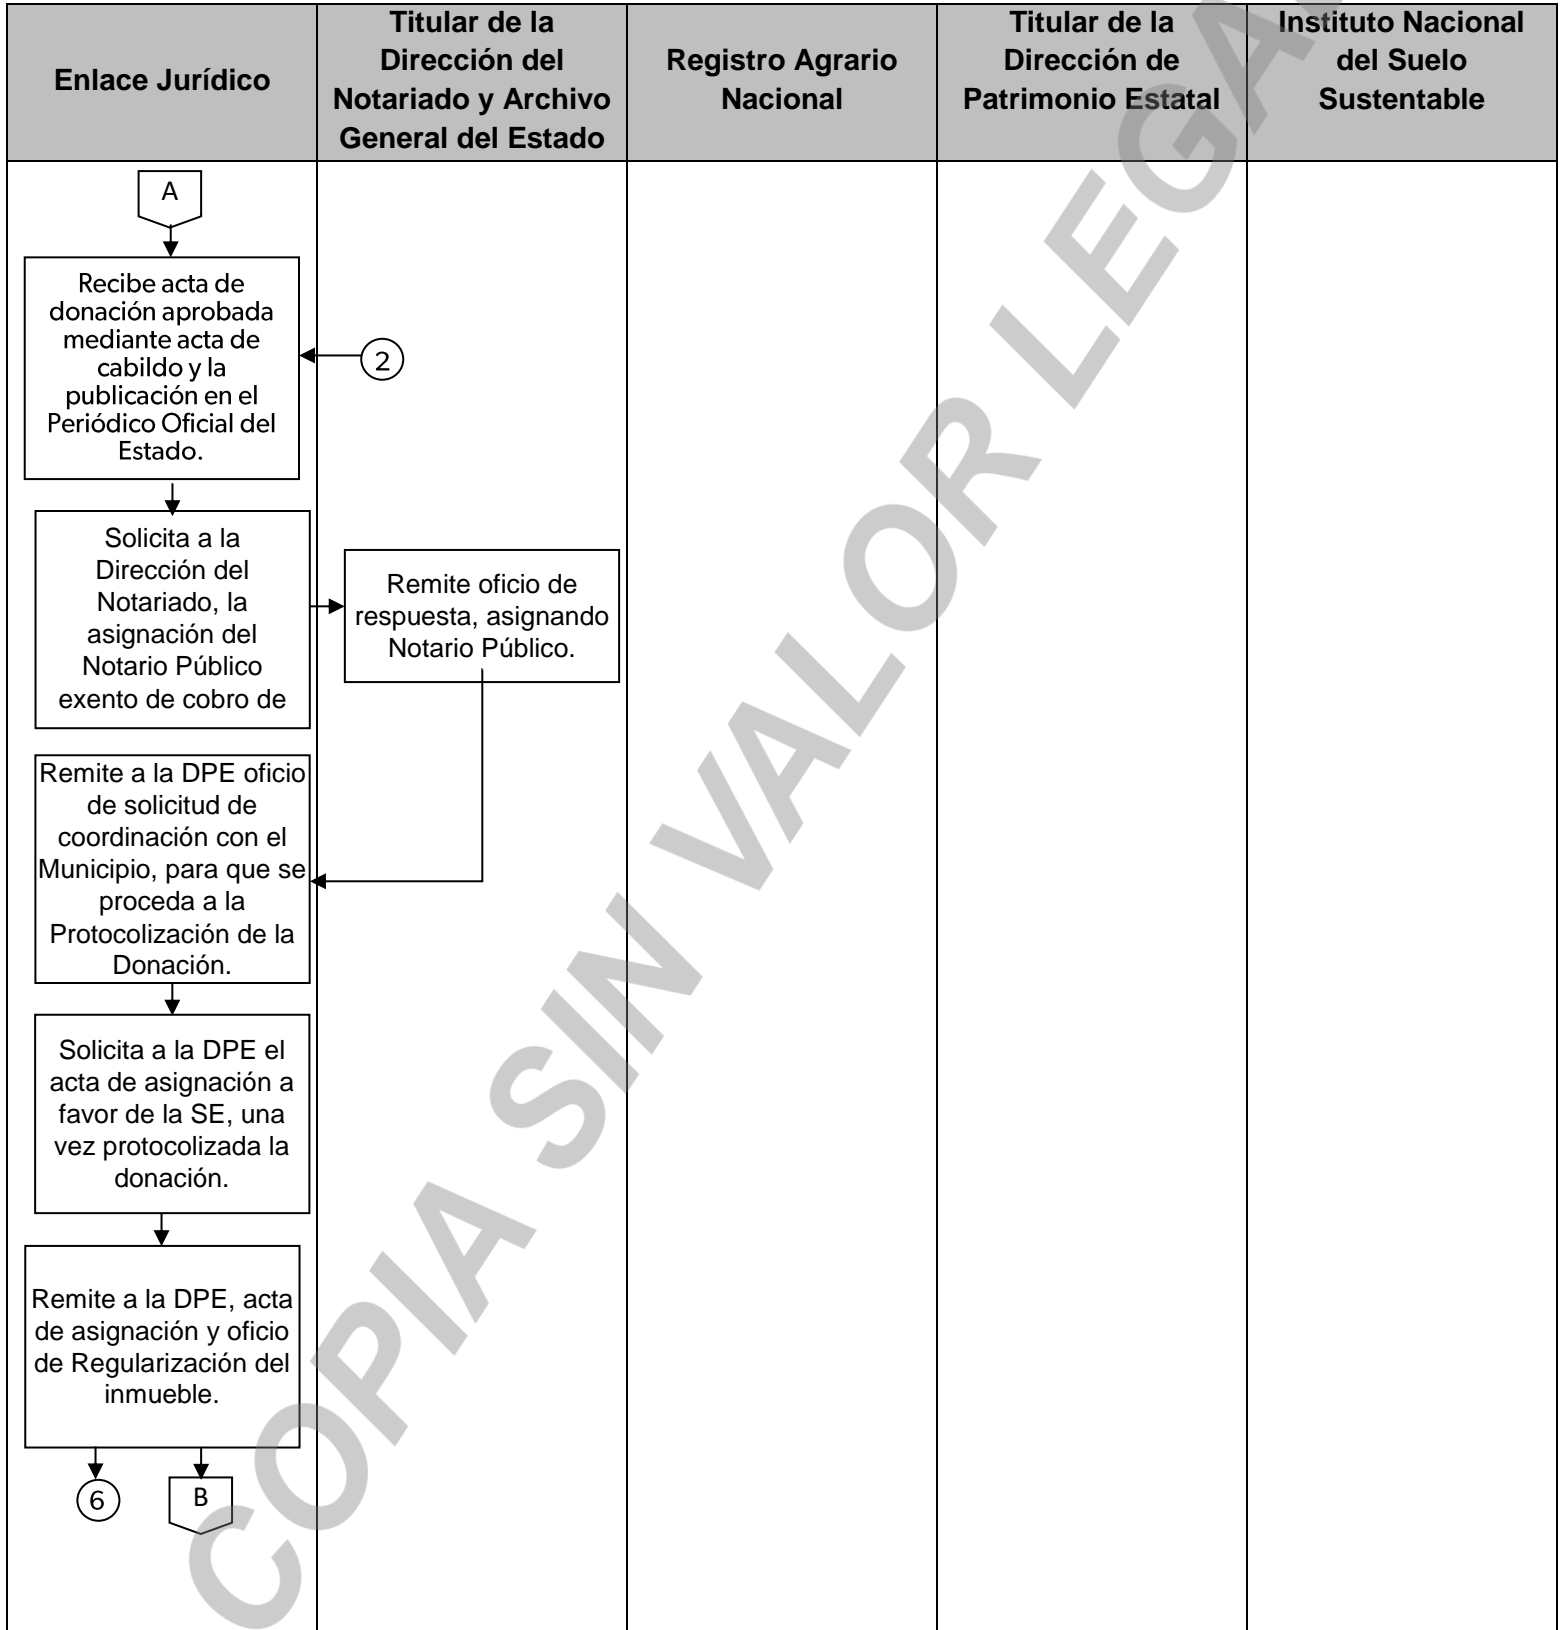 Enlace Jurídico
Titular de la
Dirección del
Notariado y Archivo
General del Estado
Registro Agrario
Nacional
Titular de la
Dirección de
Patrimonio Estatal
Instituto Nacional
del Suelo
Sustentable
A
Recibe acta de
donación aprobada
mediante acta de
cabildo y la
publicación en el
Periódico Oficial del
Estado.
2
Solicita a la
Dirección del
Notariado, la
asignación del
Notario Público
exento de cobro de
Remite oficio de
respuesta, asignando
Notario Público.
Remite a la DPE oficio
de solicitud de
coordinación con el
Municipio, para que se
proceda a la
Protocolización de la
Donación.
Solicita a la DPE el
acta de asignación a
favor de la SE, una
vez protocolizada la
donación.
Remite a la DPE, acta
de asignación y oficio
de Regularización del
inmueble.
6
B
COPIA SIN VALOR LEGA